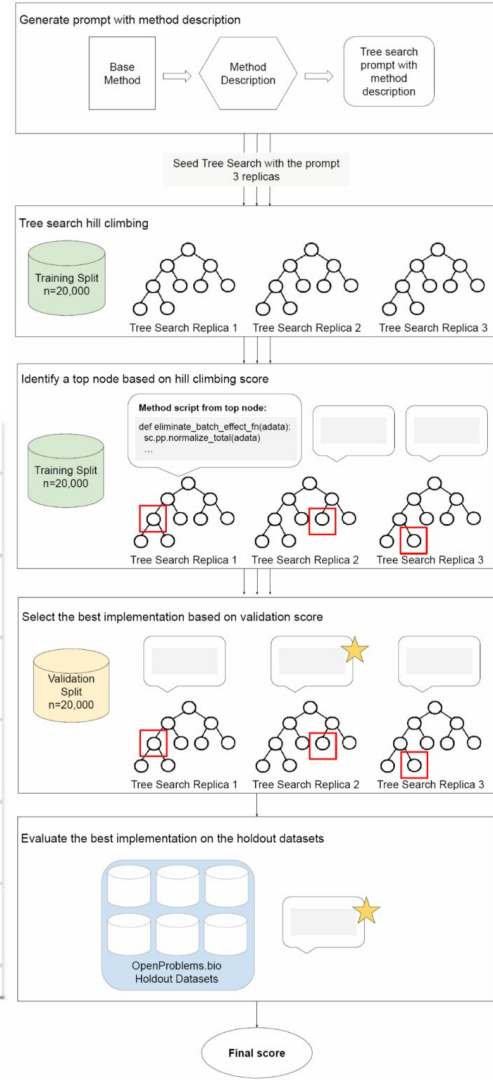 Generate prompt with method description
Base
Method
Method
Description
Tree search
prompt with
method
description
Seed Tree Search with the prompt
3 replicas
Tree search hill climbing
Training Split
n=20,000
Tree Search Replica 1
Tree Search Replica 2
Tree Search Replica 3
Identify a top node based on hill climbing score
Method script from top node:
def eliminate_batch_effect_fn(adata):
sc.pp.normalize_total(adata)
...
Training Split
n=20,000
Tree Search Replica 1
Tree Search Replica 2
Tree Search Replica 3
Select the best implementation based on validation score
Validation
Split
n=20,000
Tree Search Replica 1
Tree Search Replica 2
Tree Search Replica 3
Evaluate the best implementation on the holdout datasets
OpenProblems.bio
Holdout Datasets
Final score